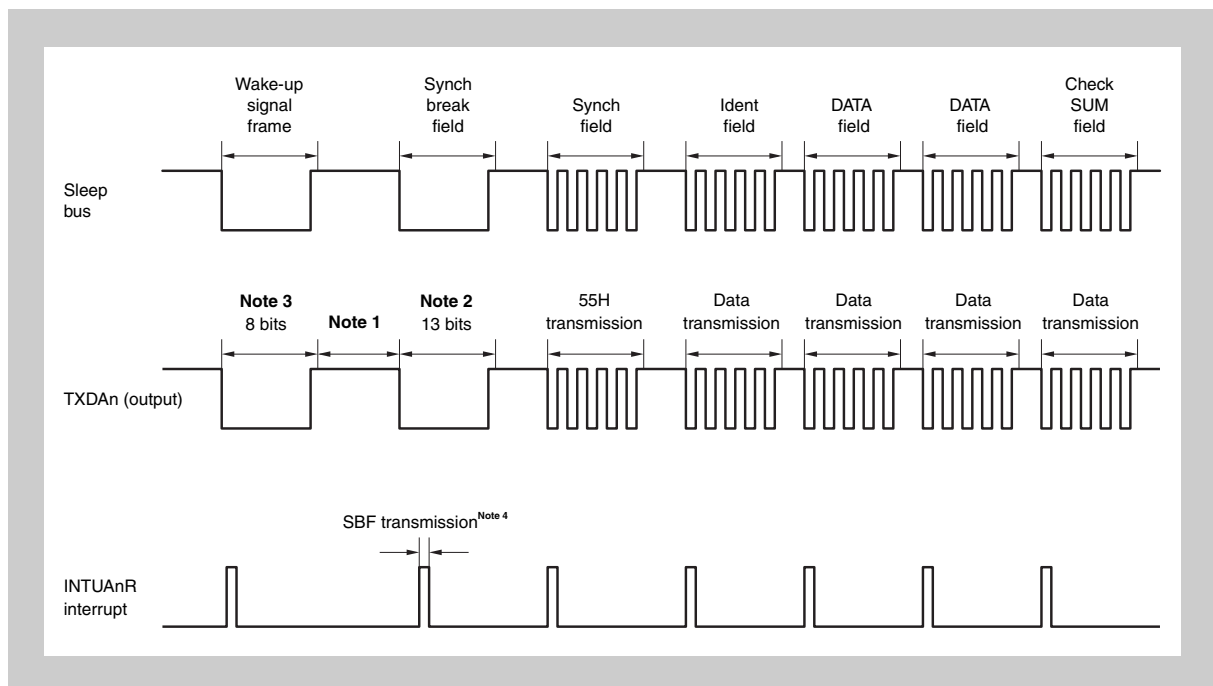 Wake-up
signal
frame
Synch
break
field
Synch
field
Ident
field
DATA
field
DATA
field
Check
SUM
field
Sleep
bus
Note 3
8 bits
Note 1
Note 2
13 bits
55H
transmission
Data
transmission
Data
transmission
Data
transmission
Data
transmission
TXDAn (output)
SBF transmission Note 4
INTUAnR
interrupt